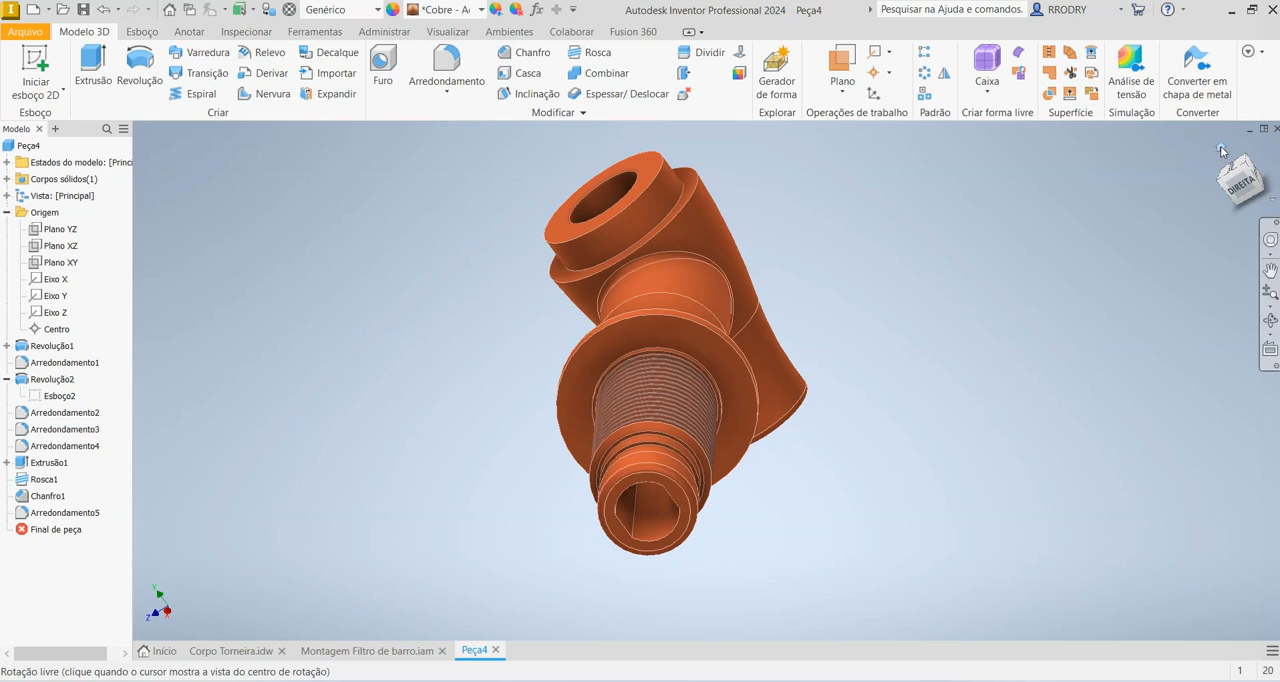 Genérico
*Cobre - Ac
Autodesk Inventor Professional 2024 Peça4
Pesquisar na Ajuda e comandos.
RRODRY
Arquivo Modelo 3D Esboço Anotar Inspecionar Ferramentas Administrar Visualizar Ambientes Colaborar Fusion 360
Iniciar
esboço 2D
Esboço
Extrusão
Revolução
Varredura
Transição
Espiral
Relevo
Derivar
Nervura
Decalque
Importar
Expandir
Criar
Furo
Arredondamento
Chanfro
Casca
Inclinação
Rosca
Combinar
Espessar/ Deslocar
Dividir
Modificar
Gerador
de forma
Explorar
Plano
Operações de trabalho
Padrão
Caixa
Criar forma livre
Superfície
Análise de
tensão
Simulação
Converter em
chapa de metal
Converter
Modelo
Peça4
Estados do modelo: [Princi
Corpos sólidos(1)
Vista: [Principal]
Origem
Plano YZ
Plano XZ
Plano XY
Eixo X
Eixo Y
Eixo Z
Centro
Revolução1
Arredondamento1
Revolução2
Esboço2
Arredondamento2
Arredondamento3
Arredondamento4
Extrusão1
Rosca1
Chanfro1
Arredondamento5
Final de peça
DIREITA
Y
Z
X
Início
Corpo Torneira.idw
Montagem Filtro de barro.iam
Peça4
Rotação livre (clique quando o cursor mostra a vista do centro de rotação)
1 20